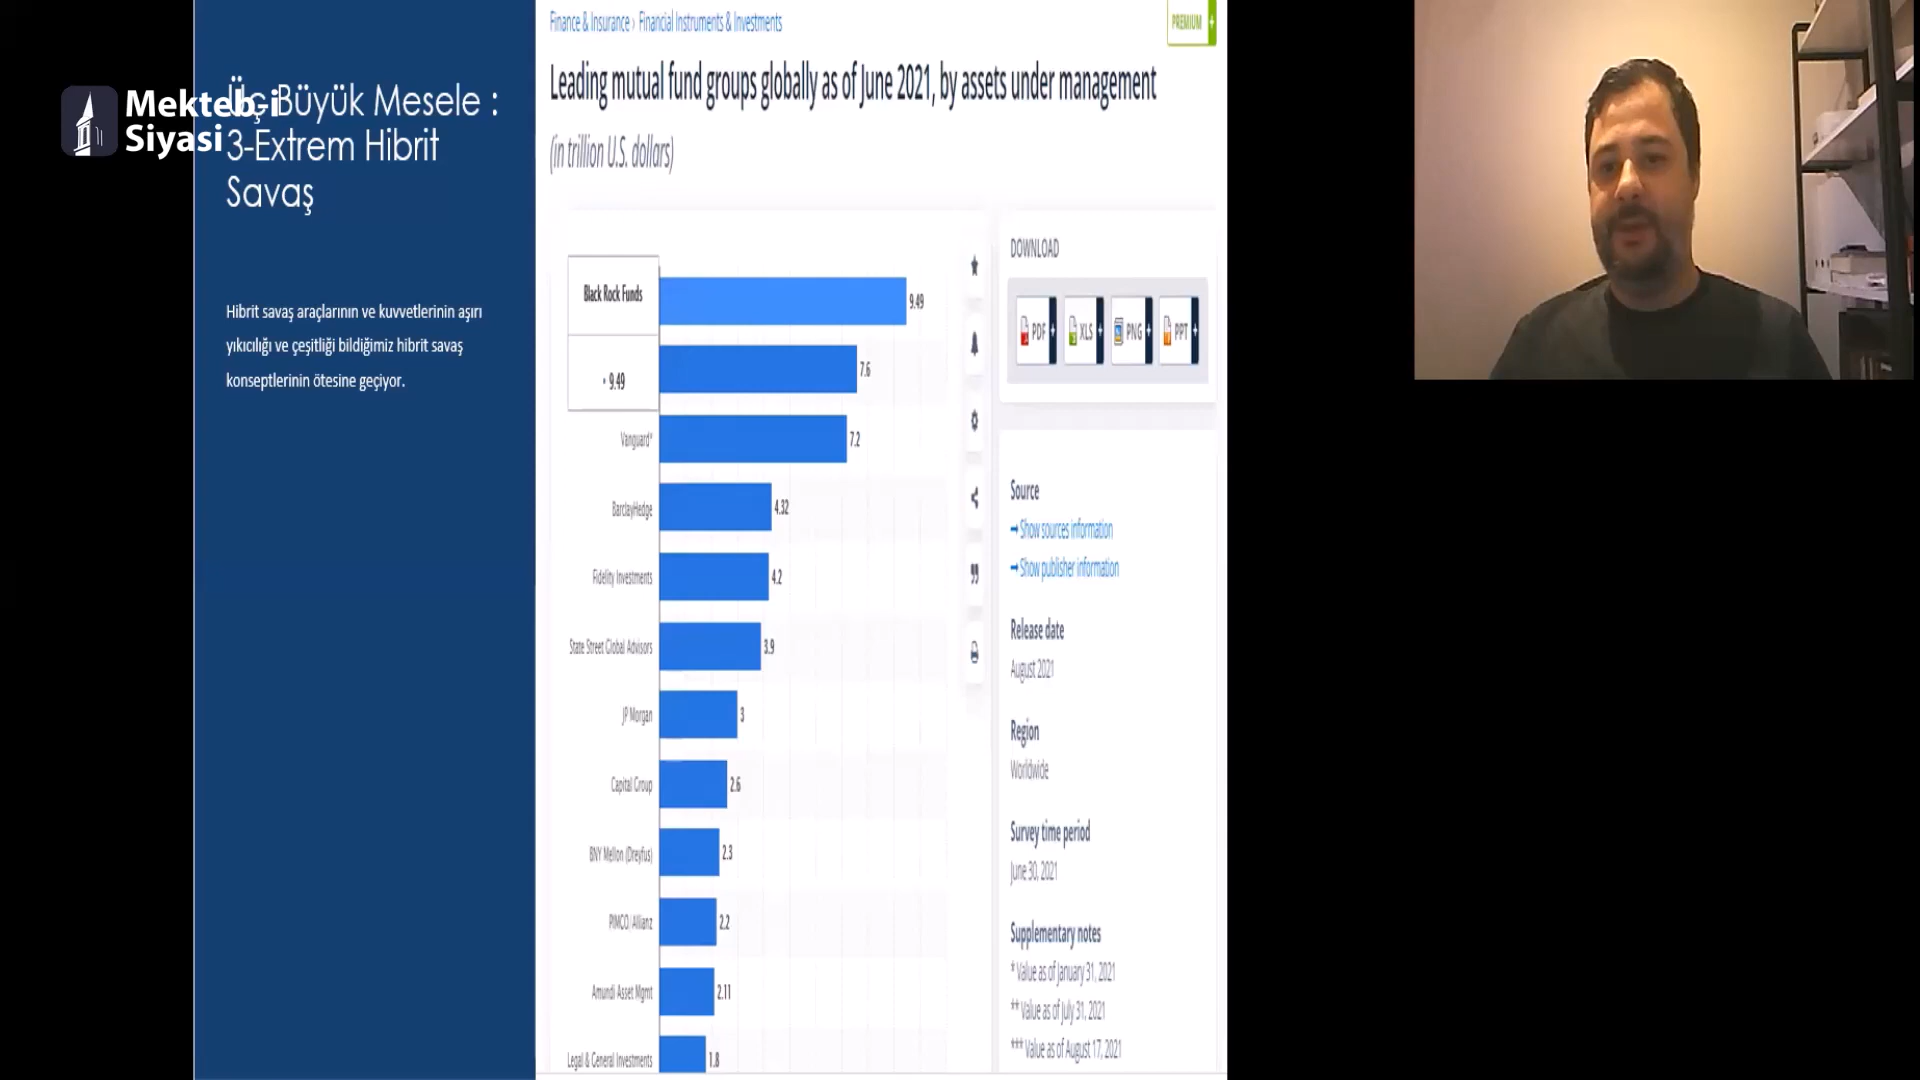 Mekteb-i
Siyasi
Üç Büyük Mesele :
3-Extrem Hibrit
Savaş
Hibrit savaş araçlarının ve kuvvetlerinin aşırı
yıkıcılığı ve çeşitliği bildiğimiz hibrit savaş
konseptlerinin ötesine geçiyor.
Finance & Insurance › Financial Instruments & Investments
PREMIUM +
Leading mutual fund groups globally as of June 2021, by assets under management
(in trillion U.S. dollars)
Black Rock Funds
9.49
• 9.49
7.6
Vanguard*
7.2
BarclayHedge
4.32
Fidelity Investments
4.2
State Street Global Advisors
3.9
JP Morgan
3
Capital Group
2.6
BNY Mellon (Dreyfus)
2.3
PIMCO/Allianz
2.2
Amundi Asset Mgmt
2.11
Legal & General Investments
1.8
DOWNLOAD
PDF + XLS + PNG + PPT +
Source
→ Show sources information
→ Show publisher information
Release date
August 2021
Region
Worldwide
Survey time period
June 30, 2021
Supplementary notes
* Value as of January 31, 2021
** Value as of July 31, 2021
*** Value as of August 17, 2021